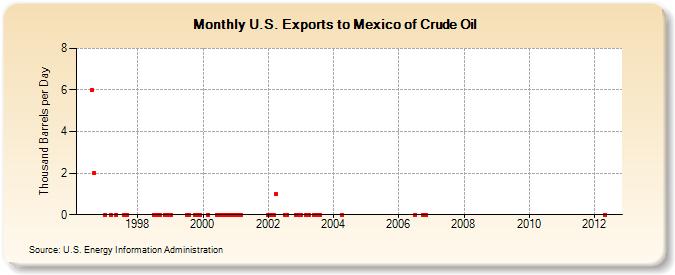 Monthly U.S. Exports to Mexico of Crude Oil
Thousand Barrels per Day
8
6
4
2
0
1998 2000 2002 2004 2006 2008 2010 2012
Source: U.S. Energy Information Administration